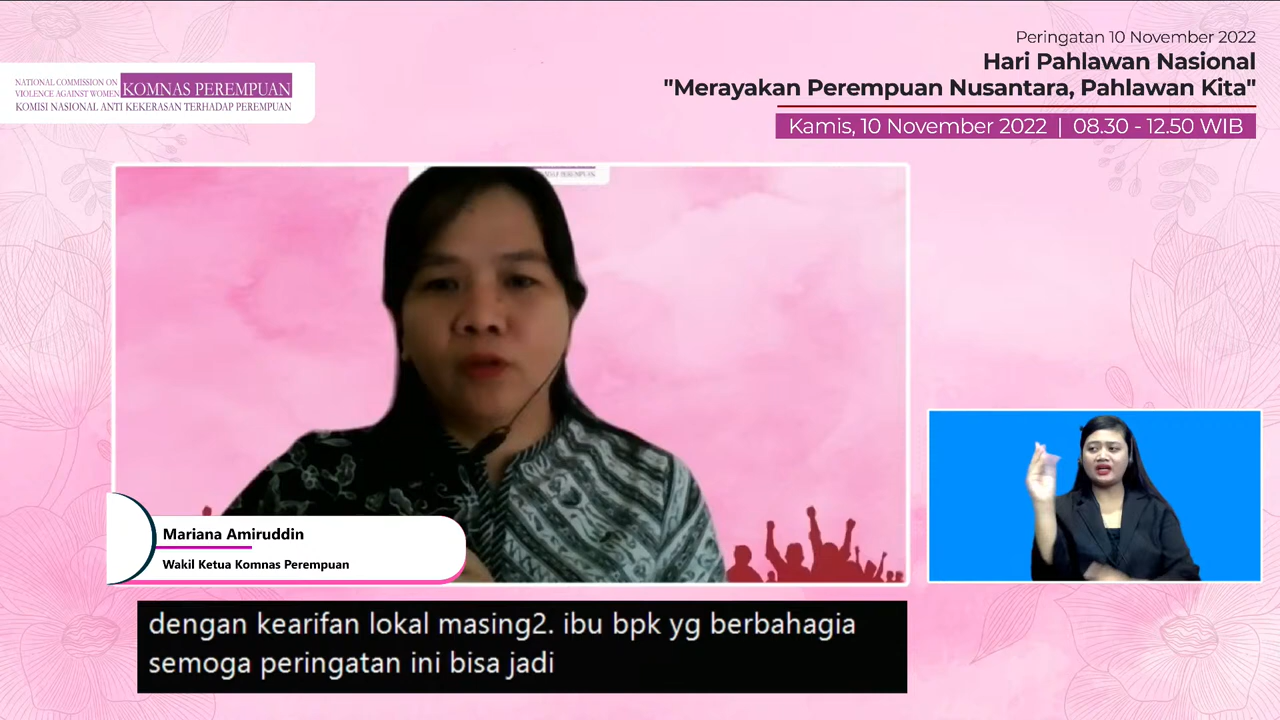 NATIONAL COMMISSION ON
VIOLENCE AGAINST WOMEN
KOMNAS PEREMPUAN
KOMISI NASIONAL ANTI KEKERASAN TERHADAP PEREMPUAN
Peringatan 10 November 2022
Hari Pahlawan Nasional
"Merayakan Perempuan Nusantara, Pahlawan Kita"
Kamis, 10 November 2022 | 08.30 - 12.50 WIB
Mariana Amiruddin
Wakil Ketua Komnas Perempuan
dengan kearifan lokal masing2. ibu bpk yg berbahagia
semoga peringatan ini bisa jadi